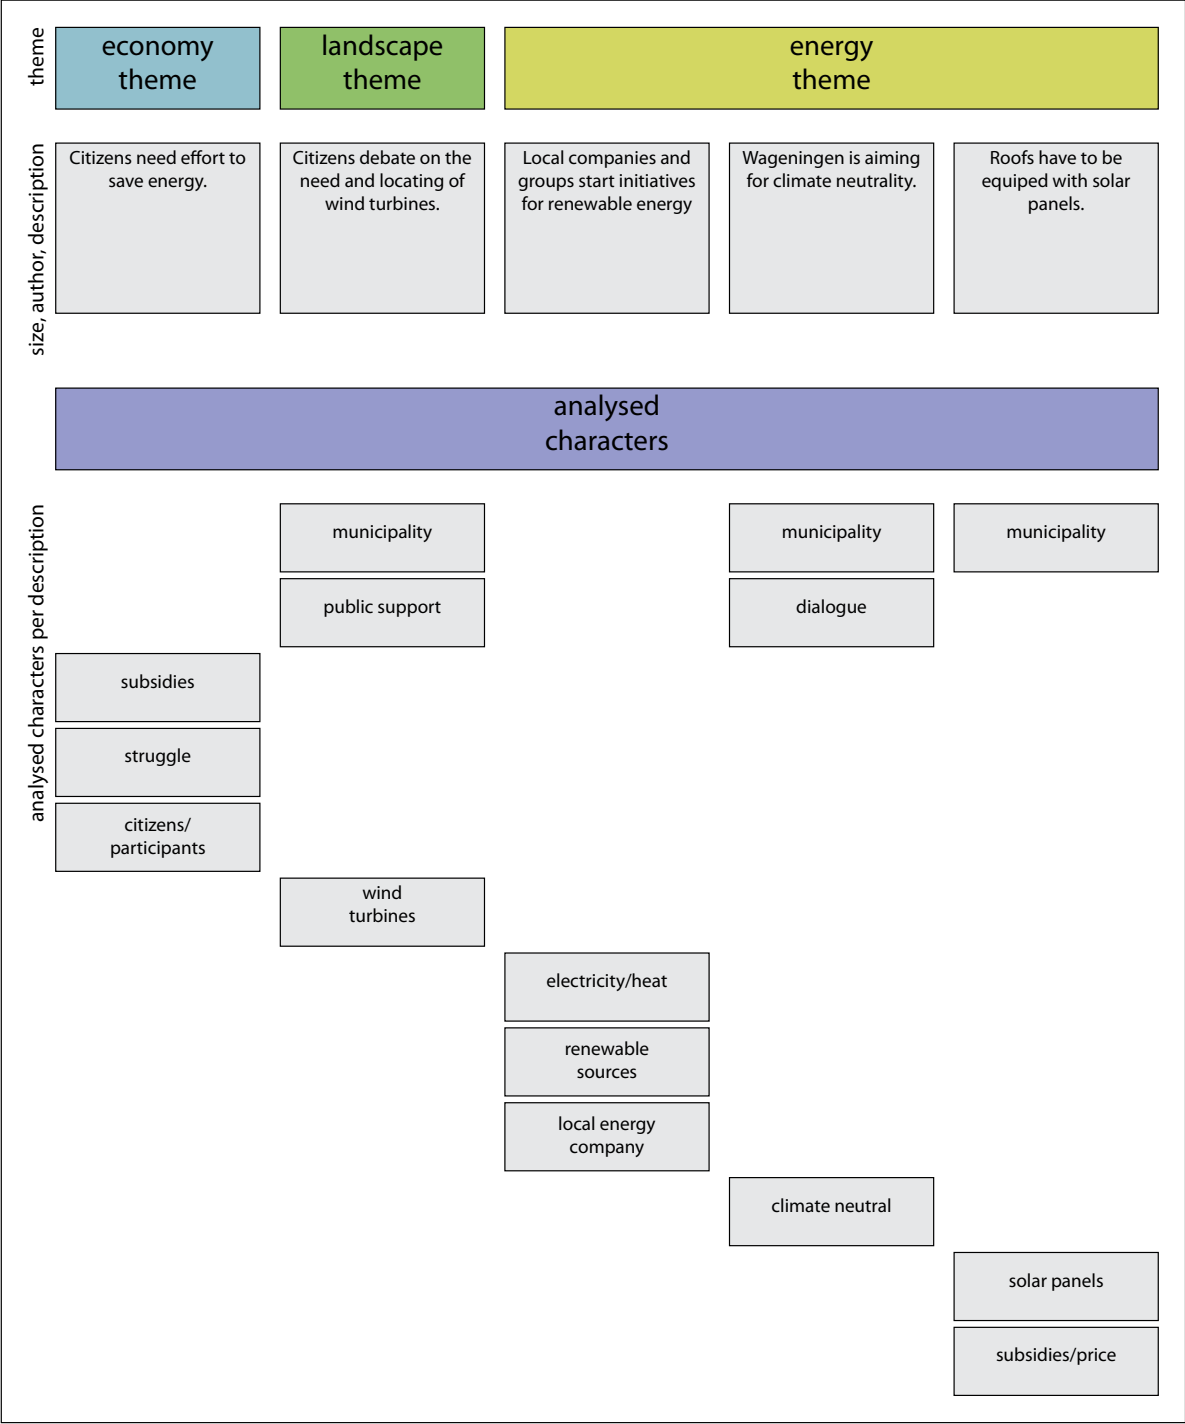 theme
economy
theme
landscape
theme
energy
theme
size, author, description
Citizens need effort to
save energy.
Citizens debate on the
need and locating of
wind turbines.
Local companies and
groups start initiatives
for renewable energy
Wageningen is aiming
for climate neutrality.
Roofs have to be
equiped with solar
panels.
analysed
characters
analysed characters per description
municipality
municipality
municipality
public support
dialogue
subsidies
struggle
citizens/
participants
wind
turbines
electricity/heat
renewable
sources
local energy
company
climate neutral
solar panels
subsidies/price